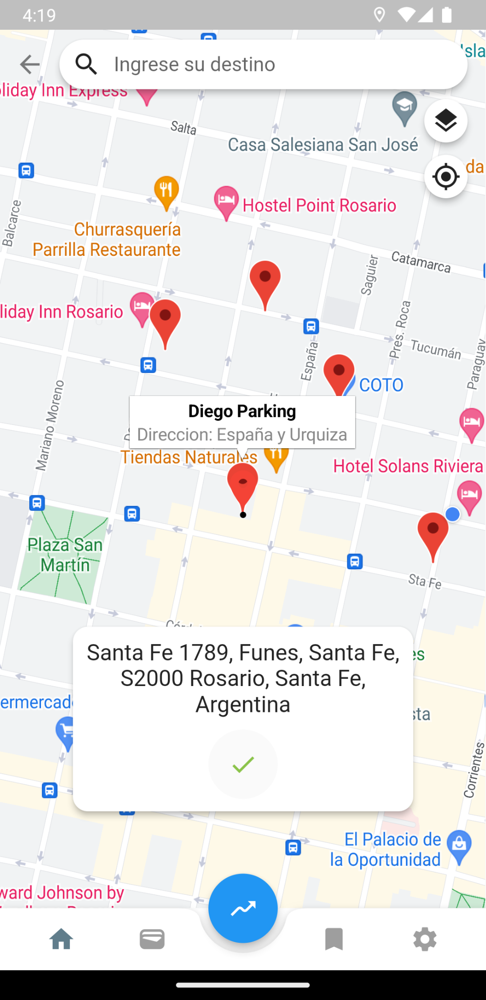 4:19
Ingrese su destino
Isla
liday Inn Express
Salta
Casa Salesiana San José
da
Hostel Point Rosario
Balcarce
Churrasquería
Parrilla Restaurante
Catamarca
Saguier
liday Inn Rosario
Pres. Roca
España
Tucumán
Paraguay
COTO
Mariano Moreno
Diego Parking
Direccion: España y Urquiza
Tiendas Naturales
Hotel Solans Riviera
Plaza San
Martín
Sta Fe
Santa Fe 1789, Funes, Santa Fe,
S2000 Rosario, Santa Fe,
Argentina
es
ermercad
sta
Corrientes
El Palacio de
la Oportunidad
ward Johnson by